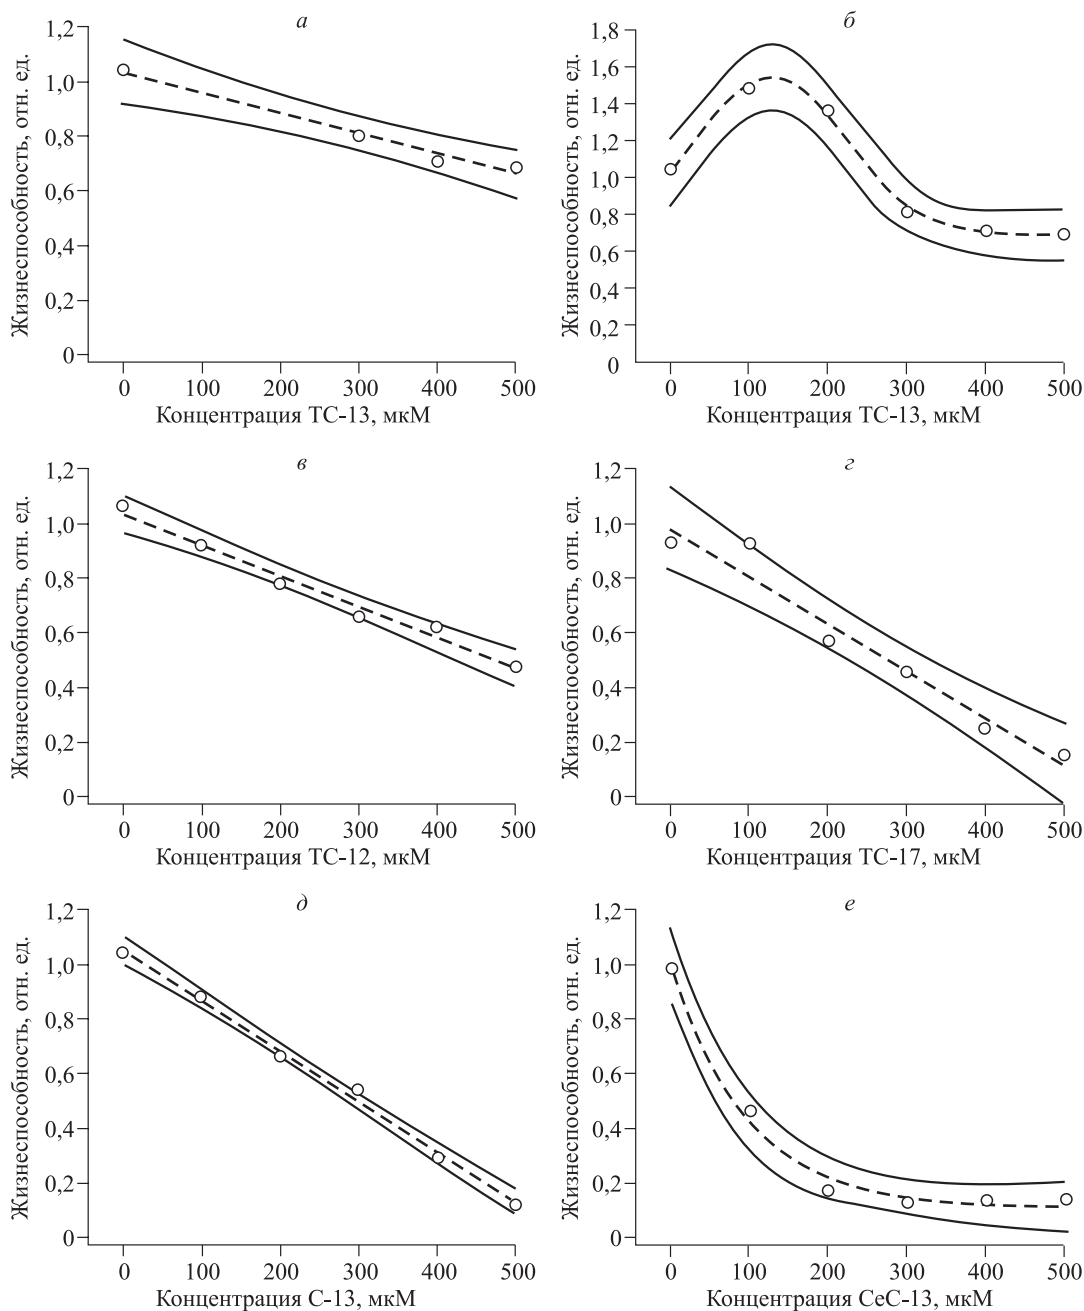 а
Жизнеспособность, отн. ед.
1,2
1,0
0,8
0,6
0,4
0,2
0
0 100 200 300 400 500
Концентрация ТС-13, мкМ
б
Жизнеспособность, отн. ед.
1,8
1,6
1,4
1,2
1,0
0,8
0,6
0,4
0,2
0
0 100 200 300 400 500
Концентрация ТС-13, мкМ
в
Жизнеспособность, отн. ед.
1,2
1,0
0,8
0,6
0,4
0,2
0
0 100 200 300 400 500
Концентрация ТС-12, мкМ
г
Жизнеспособность, отн. ед.
1,2
1,0
0,8
0,6
0,4
0,2
0
0 100 200 300 400 500
Концентрация ТС-17, мкМ
д
Жизнеспособность, отн. ед.
1,2
1,0
0,8
0,6
0,4
0,2
0
0 100 200 300 400 500
Концентрация С-13, мкМ
е
Жизнеспособность, отн. ед.
1,2
1,0
0,8
0,6
0,4
0,2
0
0 100 200 300 400 500
Концентрация СеС-13, мкМ